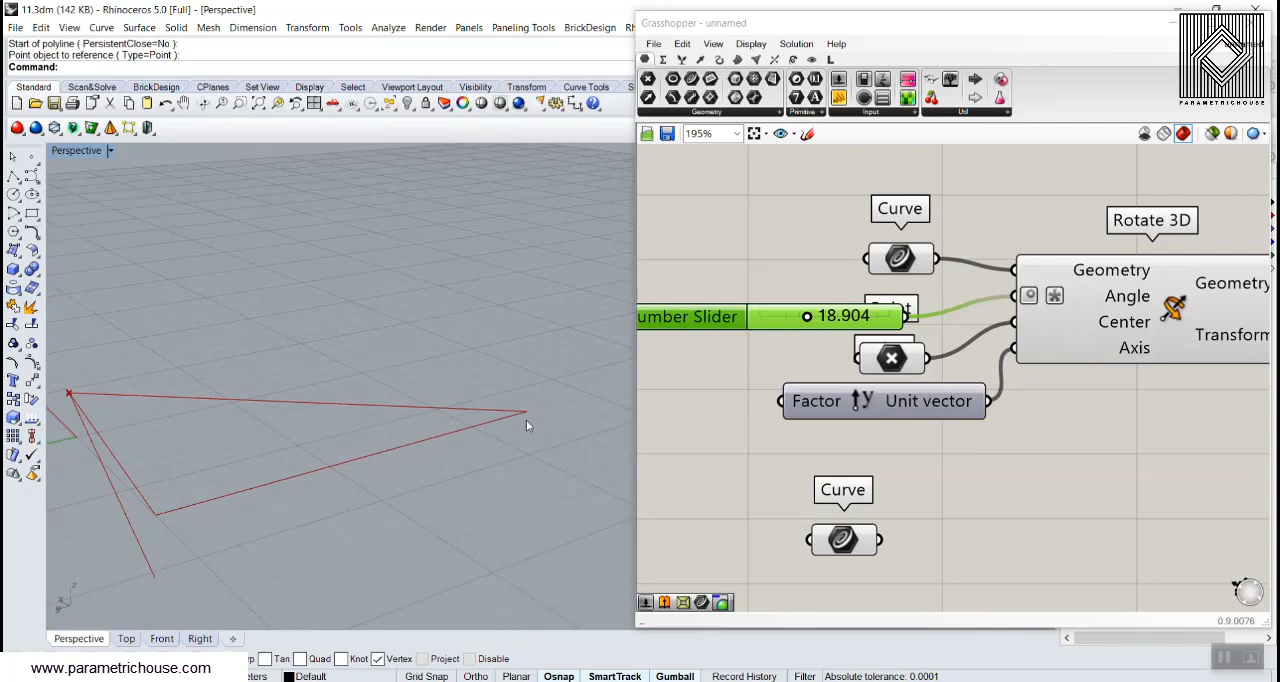 11.3dm (142 KB) - Rhinoceros 5.0 [Full] - [Perspective]
File Edit View Curve Surface Solid Mesh Dimension Transform Tools Analyze Render Panels Paneling Tools BrickDesign Rh
Start of polyline ( PersistentClose=No ):
Point object to reference ( Type=Point ):
Command:
Standard Scan&Solve BrickDesign CPlanes Set View Display Select Viewport Layout Visibility Transform Curve Tools S
Perspective
z
x
y
Perspective Top Front Right
www.parametrichouse.com
Tan Quad Knot Vertex Project Disable
eters Default Grid Snap Ortho Planar Osnap SmartTrack Gumball Record History Filter Absolute tolerance: 0.0001
Grasshopper - unnamed
File Edit View Display Solution Help
PARAMETRICHOUSE
Geometry Primitive Input Util
195%
Curve
Rotate 3D
Geometry
Angle
Center
Axis
Geometry
Transform
umber Slider 18.904
Factor y Unit vector
Curve
0.9.0076